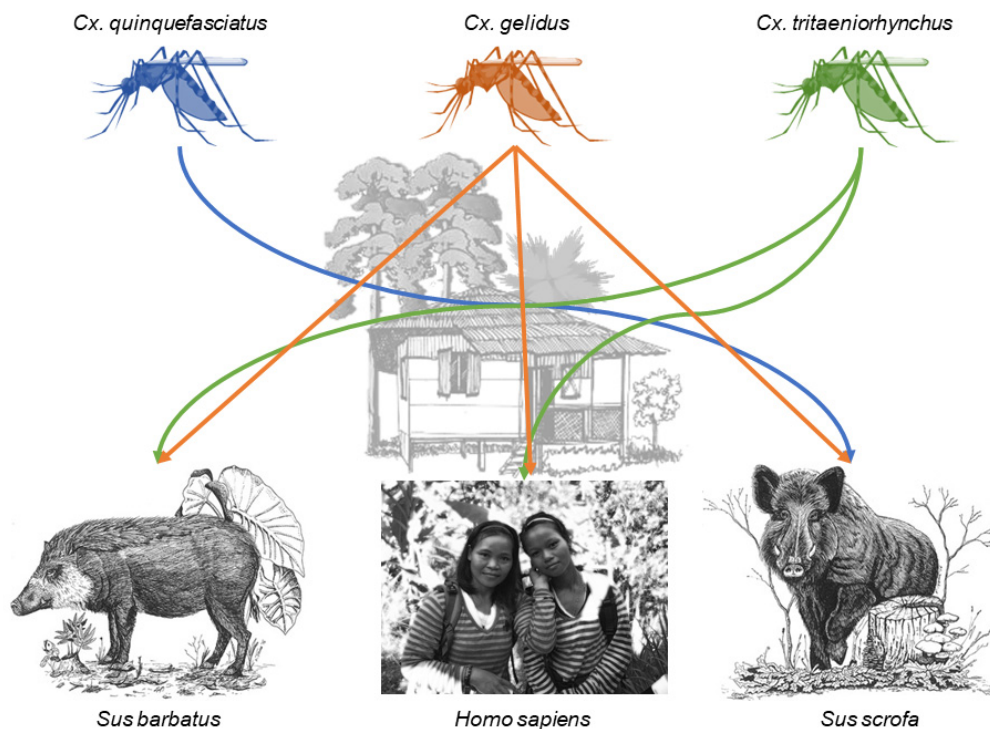 Cx. quinquefasciatus
Cx. gelidus
Cx. tritaeniorhynchus
Sus barbatus
Homo sapiens
Sus scrofa